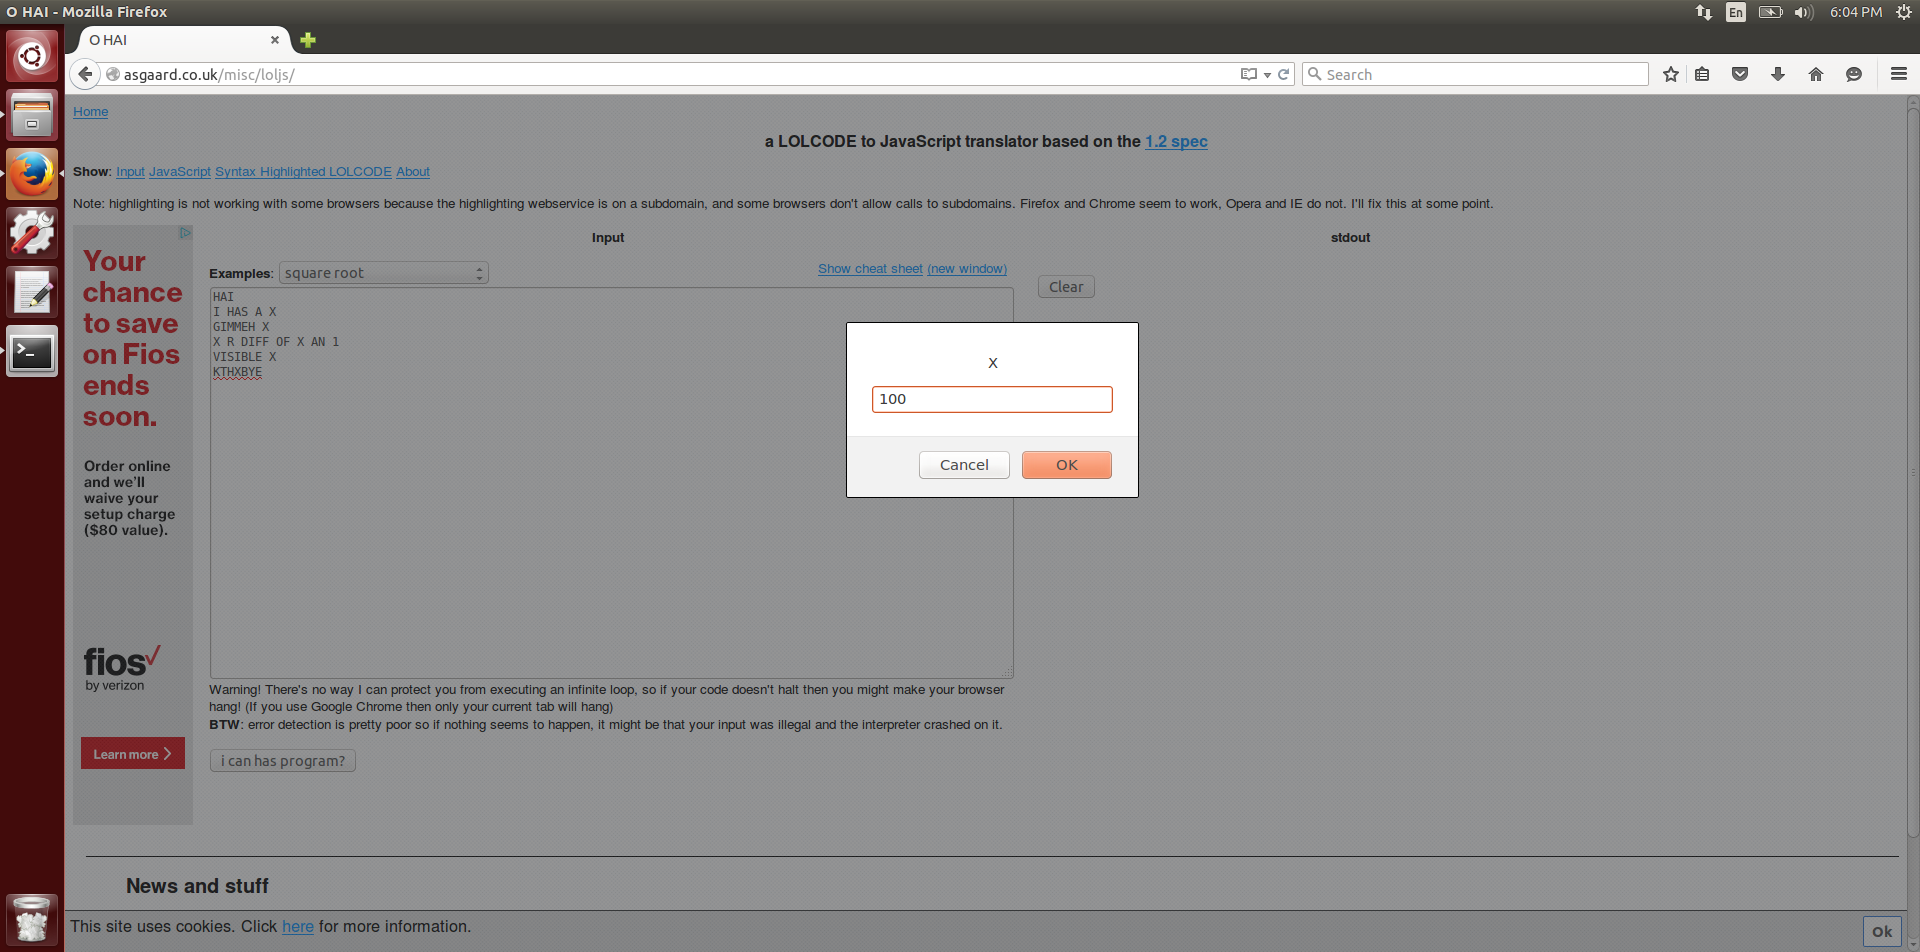 O HAI - Mozilla Firefox
En
6:04 PM
O HAI
asgaard.co.uk/misc/loljs/
Search
Home
a LOLCODE to JavaScript translator based on the 1.2 spec
Show: Input JavaScript Syntax Highlighted LOLCODE About
Note: highlighting is not working with some browsers because the highlighting webservice is on a subdomain, and some browsers don't allow calls to subdomains. Firefox and Chrome seem to work, Opera and IE do not. I'll fix this at some point.
Your
chance
to save
on Fios
ends
soon.
Order online
and we'll
waive your
setup charge
($80 value).
fios
by verizon
Learn more
Input
Examples: square root
Show cheat sheet (new window)
HAI
I HAS A X
GIMMEH X
X R DIFF OF X AN 1
VISIBLE X
KTHXBYE
Warning! There's no way I can protect you from executing an infinite loop, so if your code doesn't halt then you might make your browser
hang! (If you use Google Chrome then only your current tab will hang)
BTW: error detection is pretty poor so if nothing seems to happen, it might be that your input was illegal and the interpreter crashed on it.
i can has program?
stdout
Clear
X
100
Cancel
OK
News and stuff
This site uses cookies. Click here for more information.
Ok